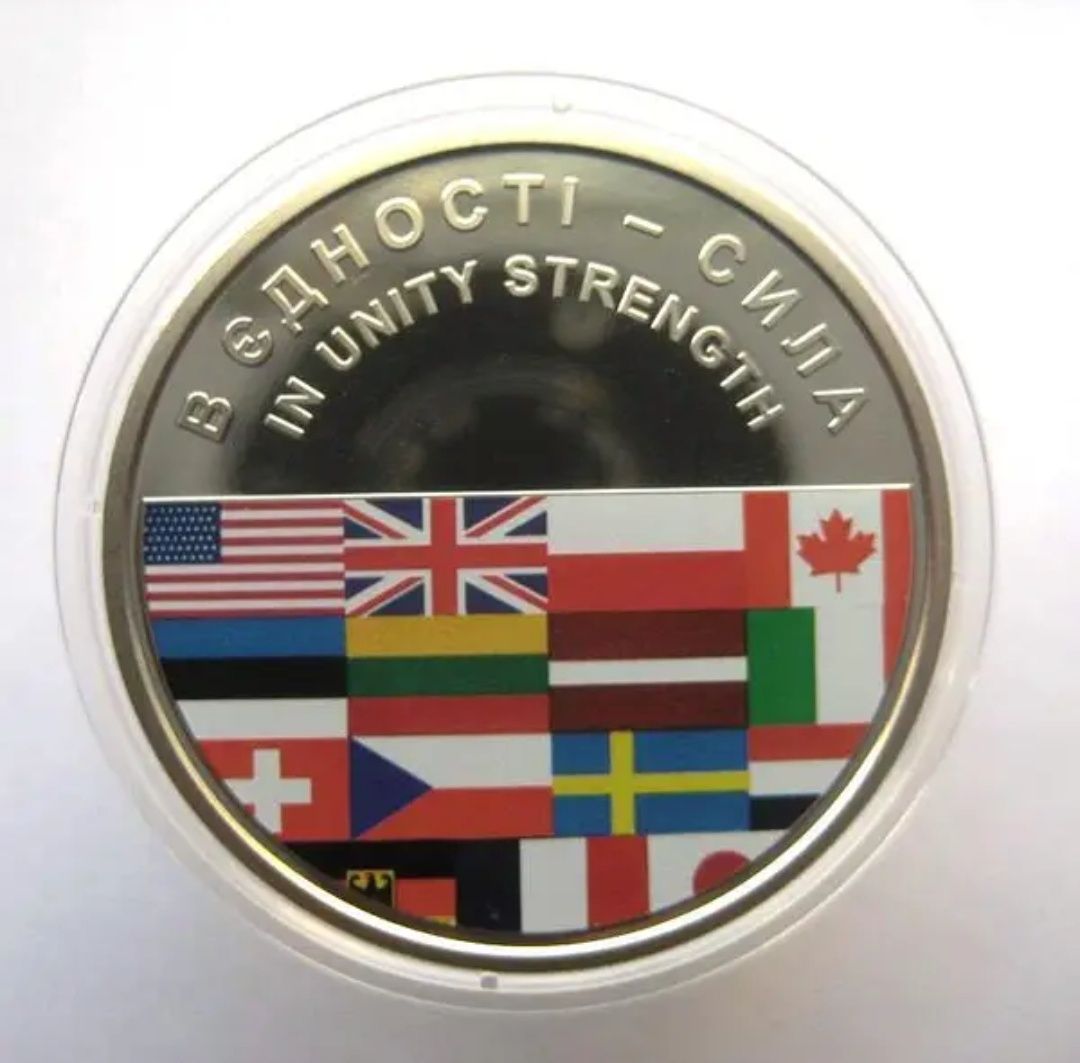 В ЄДНОСТІ – СИЛА
IN UNITY STRENGTH